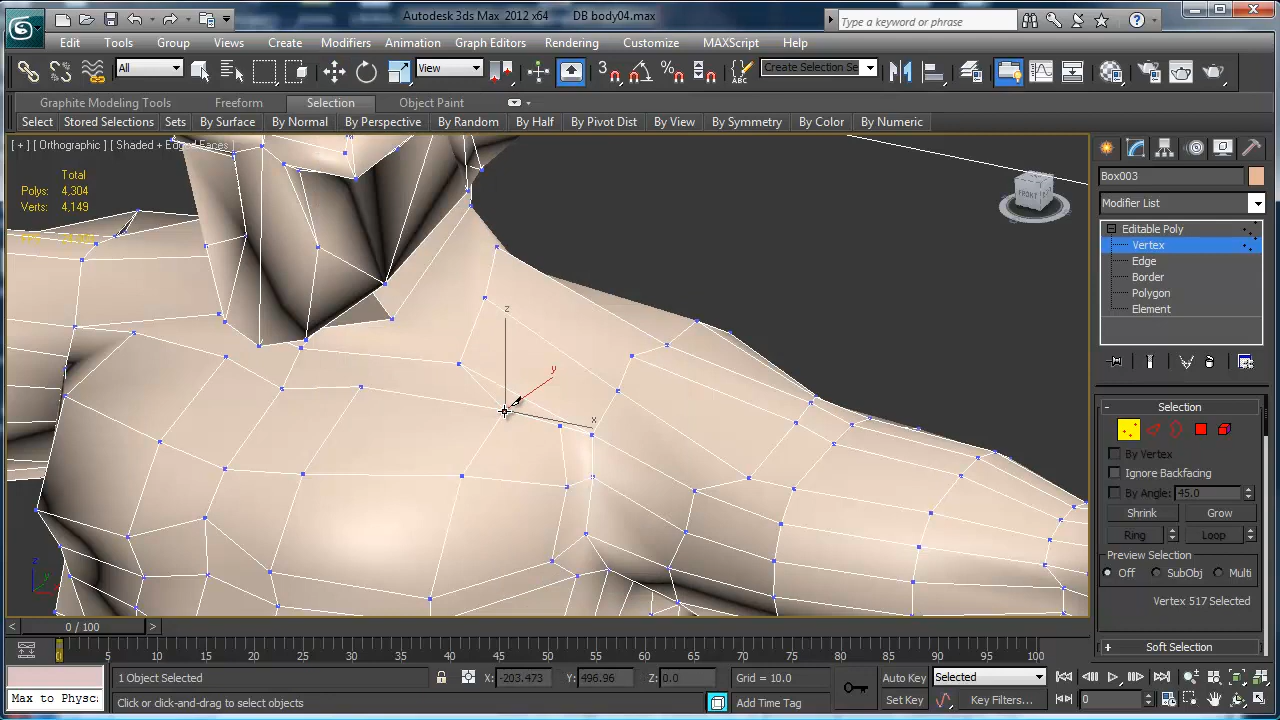 Autodesk 3ds Max 2012 x64 DB body04.max
Type a keyword or phrase
Edit Tools Group Views Create Modifiers Animation Graph Editors Rendering Customize MAXScript Help
All View Create Selection Se
Graphite Modeling Tools Freeform Selection Object Paint
Select Stored Selections Sets By Surface By Normal By Perspective By Random By Half By Pivot Dist By View By Symmetry By Color By Numeric
[ + ] [ Orthographic ] [ Shaded + Edged Faces ]
Total
Polys: 4,304
Verts: 4,149
FRONT
z
y
x
z
y
Box003
Modifier List
Editable Poly
Vertex
Edge
Border
Polygon
Element
- Selection
By Vertex
Ignore Backfacing
By Angle: 45.0
Shrink Grow
Ring Loop
Preview Selection
Off SubObj Multi
Vertex 517 Selected
+ Soft Selection
< 0 / 100 >
0 5 10 15 20 25 30 35 40 45 50 55 60 65 70 75 80 85 90 95 100
1 Object Selected X: -203.473 Y: 496.96 Z: 0.0 Grid = 10.0 Auto Key Selected
Max to Physc: Click or click-and-drag to select objects Add Time Tag Set Key Key Filters... 0